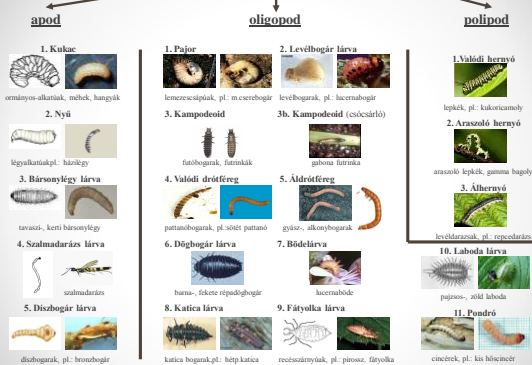 apod
oligopod
polipod
1. Kukac
ormányos-alkatúak, méhek, hangyák
2. Nyű
légyalkatúakpl.: házilégy
3. Bársonylégy lárva
tavaszi-, kerti bársonylégy
4. Szalmadarázs lárva
szalmadarázs
5. Díszbogár lárva
díszbogarak, pl.: bronzbogár
1. Pajor
lemezescsápúak, pl.: m.cserebogár
2. Levélbogár lárva
levélbogarak, pl.: lucernabogár
3. Kampodeoid
futóbogarak, futrinkák
3b. Kampodeoid (csócsárló)
gabona futrinka
4. Valódi drótféreg
pattanóbogarak, pl.:sötét pattanó
5. Áldrótféreg
gyász-, alkonybogarak
6. Dögbogár lárva
barna-, fekete répadögbogár
7. Bödelárva
lucernaböde
8. Katica lárva
katica bogarak,pl.: hétp.katica
9. Fátyolka lárva
recésszárnyúak, pl.: pirossz. fátyolka
1.Valódi hernyó
lepkék, pl.: kukoricamoly
2. Araszoló hernyó
araszoló lepkék, gamma bagoly
3. Álhernyó
levéldarazsak, pl.: repcedarázs
10. Laboda lárva
pajzsos-, zöld laboda
11. Pondró
cincérek, pl.: kis hőscincér